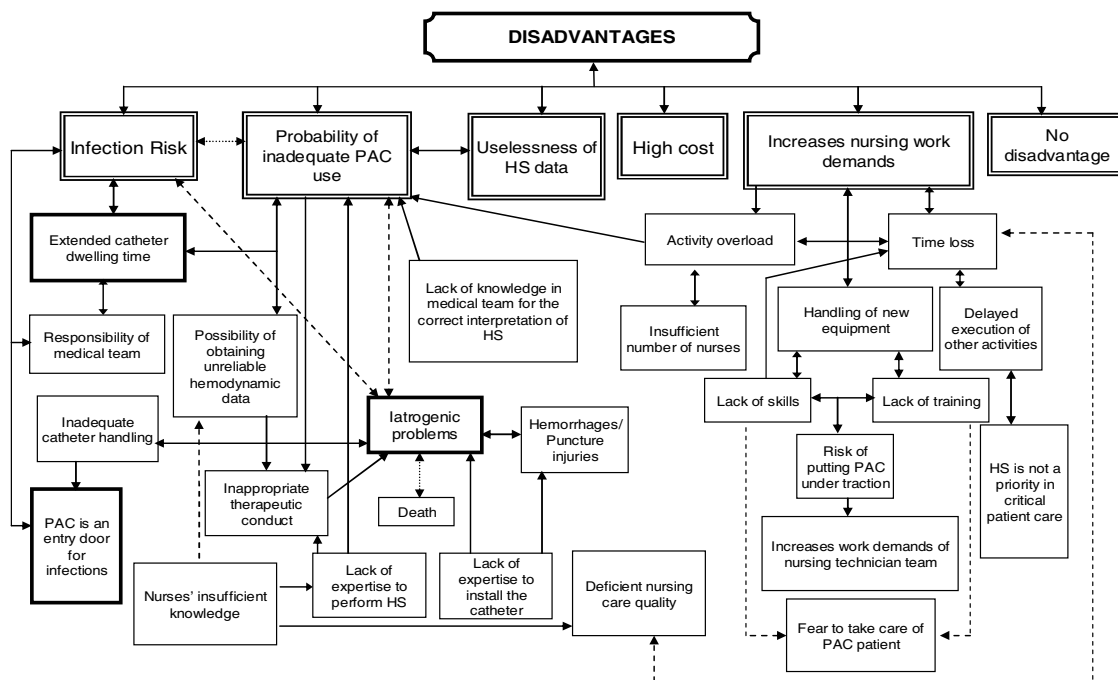 DISADVANTAGES
Infection Risk
Probability of
inadequate PAC
use
Uselessness of
HS data
High cost
Increases nursing work
demands
No
disadvantage
Extended catheter
dwelling time
Activity overload
Time loss
Lack of knowledge in
medical team for the
correct interpretation of
HS
Responsibility of
medical team
Possibility of
obtaining
unreliable
hemodynamic
data
Insufficient
number of nurses
Handling of new
equipment
Delayed
execution of
other activities
Lack of skills
Lack of training
Inadequate
catheter handling
Iatrogenic
problems
Hemorrhages/
Puncture
injuries
Risk of
putting PAC
under traction
HS is not a
priority in
critical
patient care
PAC is an
entry door
for
infections
Inappropriate
therapeutic
conduct
Death
Increases work demands of
nursing technician team
Nurses' insufficient
knowledge
Lack of
expertise to
perform HS
Lack of
expertise to
install the
catheter
Deficient nursing
care quality
Fear to take care of
PAC patient